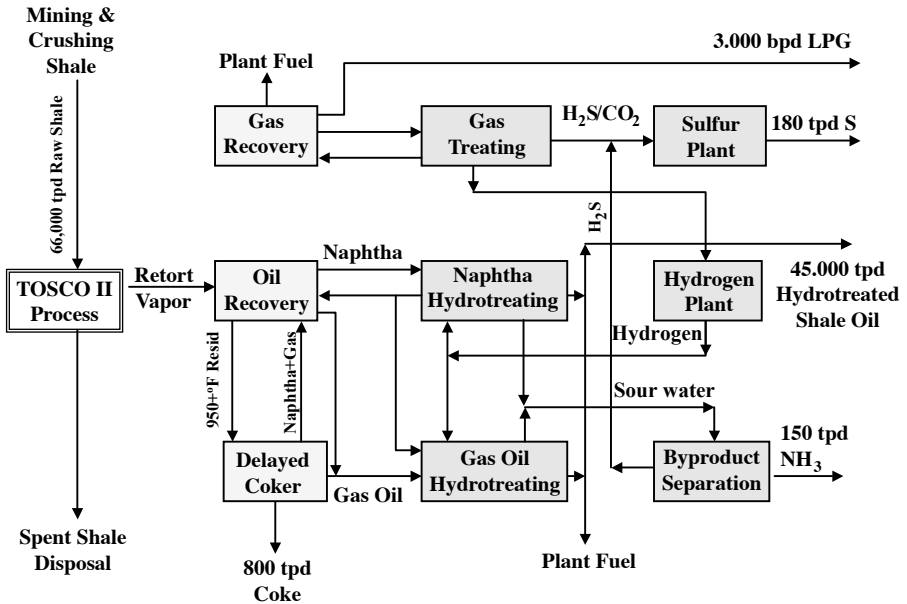 Mining &
Crushing
Shale
66,000 tpd Raw Shale
TOSCO II
Process
Spent Shale
Disposal
Retort
Vapor
Plant Fuel
Gas
Recovery
3.000 bpd LPG
Gas
Treating
H₂S/CO₂
Sulfur
Plant
180 tpd S
H₂S
Oil
Recovery
Naphtha
Naphtha
Hydrotreating
Hydrogen
Plant
45.000 tpd
Hydrotreated
Shale Oil
Hydrogen
950+ºF Resid
Naphtha+Gas
Sour water
Delayed
Coker
Gas Oil
Gas Oil
Hydrotreating
Byproduct
Separation
150 tpd
NH₃
800 tpd
Coke
Plant Fuel